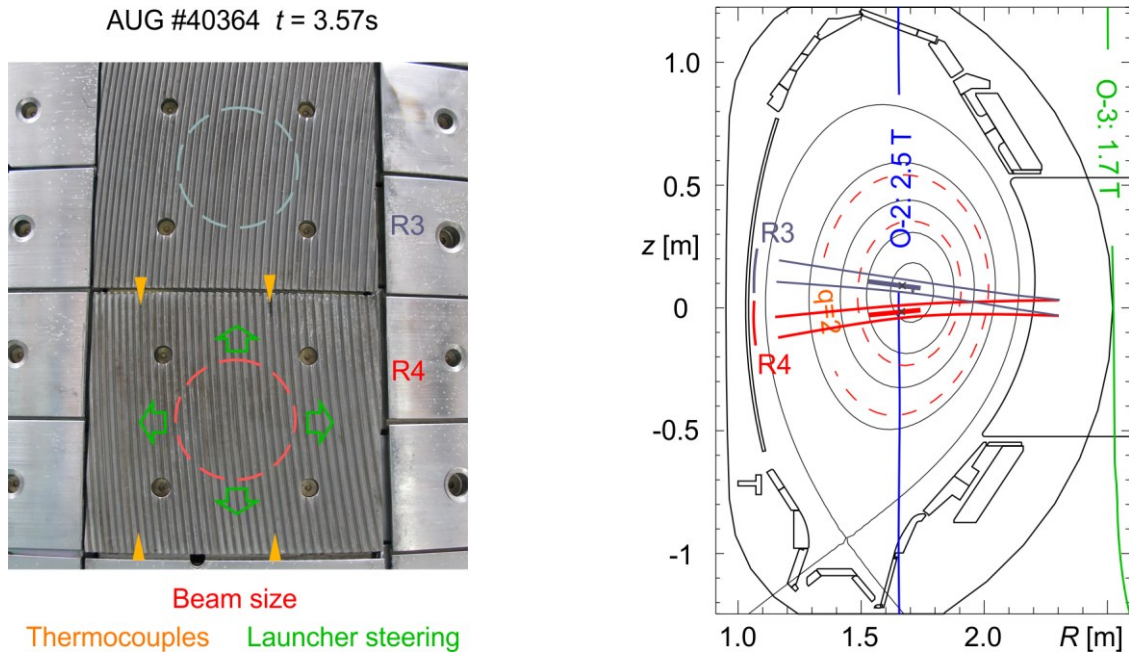 AUG #40364 t = 3.57s
R3
R4
Beam size
Thermocouples
Launcher steering
1.0
0.5
z [m]
0
-0.5
-1
1.0
1.5
2.0
R [m]
O-2: 2.5 T
O-3: 1.7 T
R3
q=2
R4